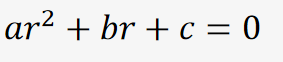 ar² + br + c = 0